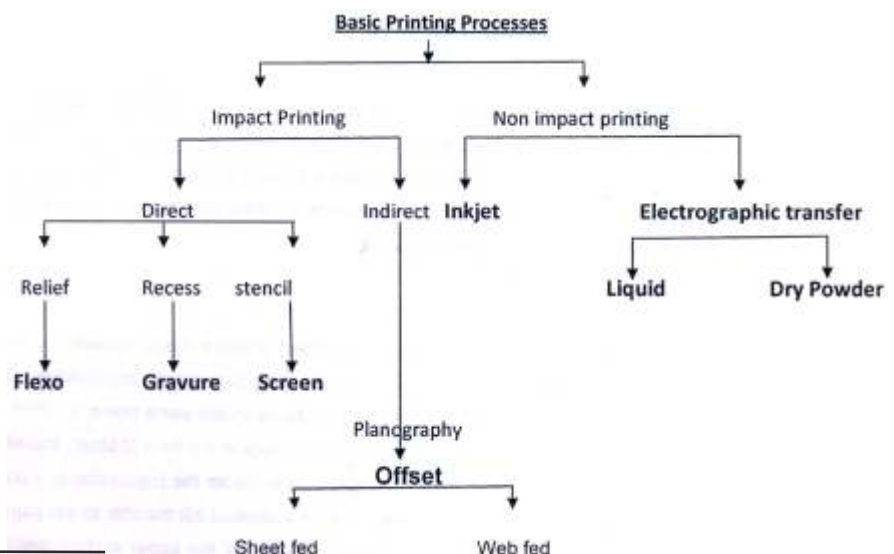 Basic Printing Processes
Impact Printing Non impact printing
Direct Indirect Inkjet Electrographic transfer
Relief Recess stencil Liquid Dry Powder
Flexo Gravure Screen
Planography
Offset
Sheet fed Web fed